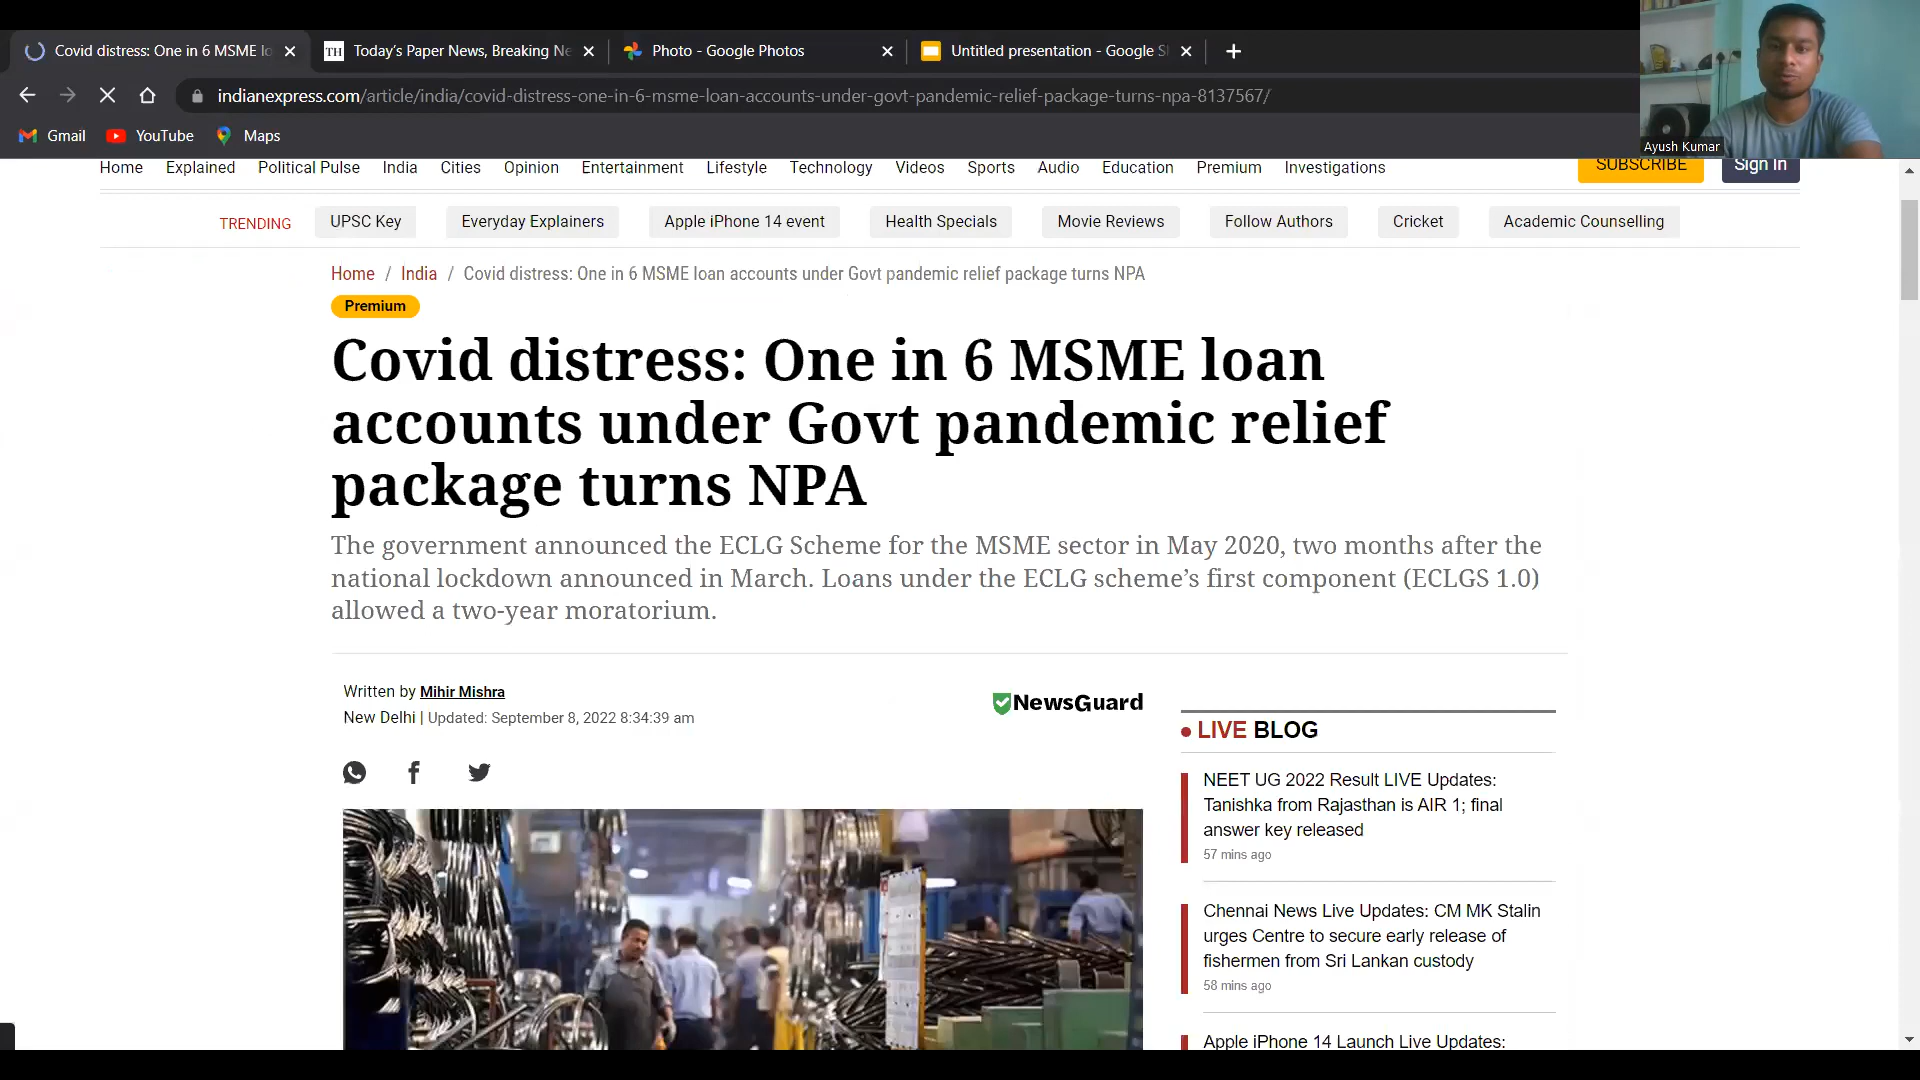 Covid distress: One in 6 MSME lo
Today's Paper News, Breaking Ne
Photo - Google Photos
Untitled presentation - Google Sl
indianexpress.com/article/india/covid-distress-one-in-6-msme-loan-accounts-under-govt-pandemic-relief-package-turns-npa-8137567/
Gmail YouTube Maps
Ayush Kumar
Home Explained Political Pulse India Cities Opinion Entertainment Lifestyle Technology Videos Sports Audio Education Premium Investigations SUBSCRIBE Sign In
TRENDING UPSC Key Everyday Explainers Apple iPhone 14 event Health Specials Movie Reviews Follow Authors Cricket Academic Counselling
Home / India / Covid distress: One in 6 MSME loan accounts under Govt pandemic relief package turns NPA
Premium
Covid distress: One in 6 MSME loan
accounts under Govt pandemic relief
package turns NPA
The government announced the ECLG Scheme for the MSME sector in May 2020, two months after the
national lockdown announced in March. Loans under the ECLG scheme's first component (ECLGS 1.0)
allowed a two-year moratorium.
Written by Mihir Mishra
New Delhi | Updated: September 8, 2022 8:34:39 am
NewsGuard
LIVE BLOG
NEET UG 2022 Result LIVE Updates:
Tanishka from Rajasthan is AIR 1; final
answer key released
57 mins ago
Chennai News Live Updates: CM MK Stalin
urges Centre to secure early release of
fishermen from Sri Lankan custody
58 mins ago
Apple iPhone 14 Launch Live Updates: